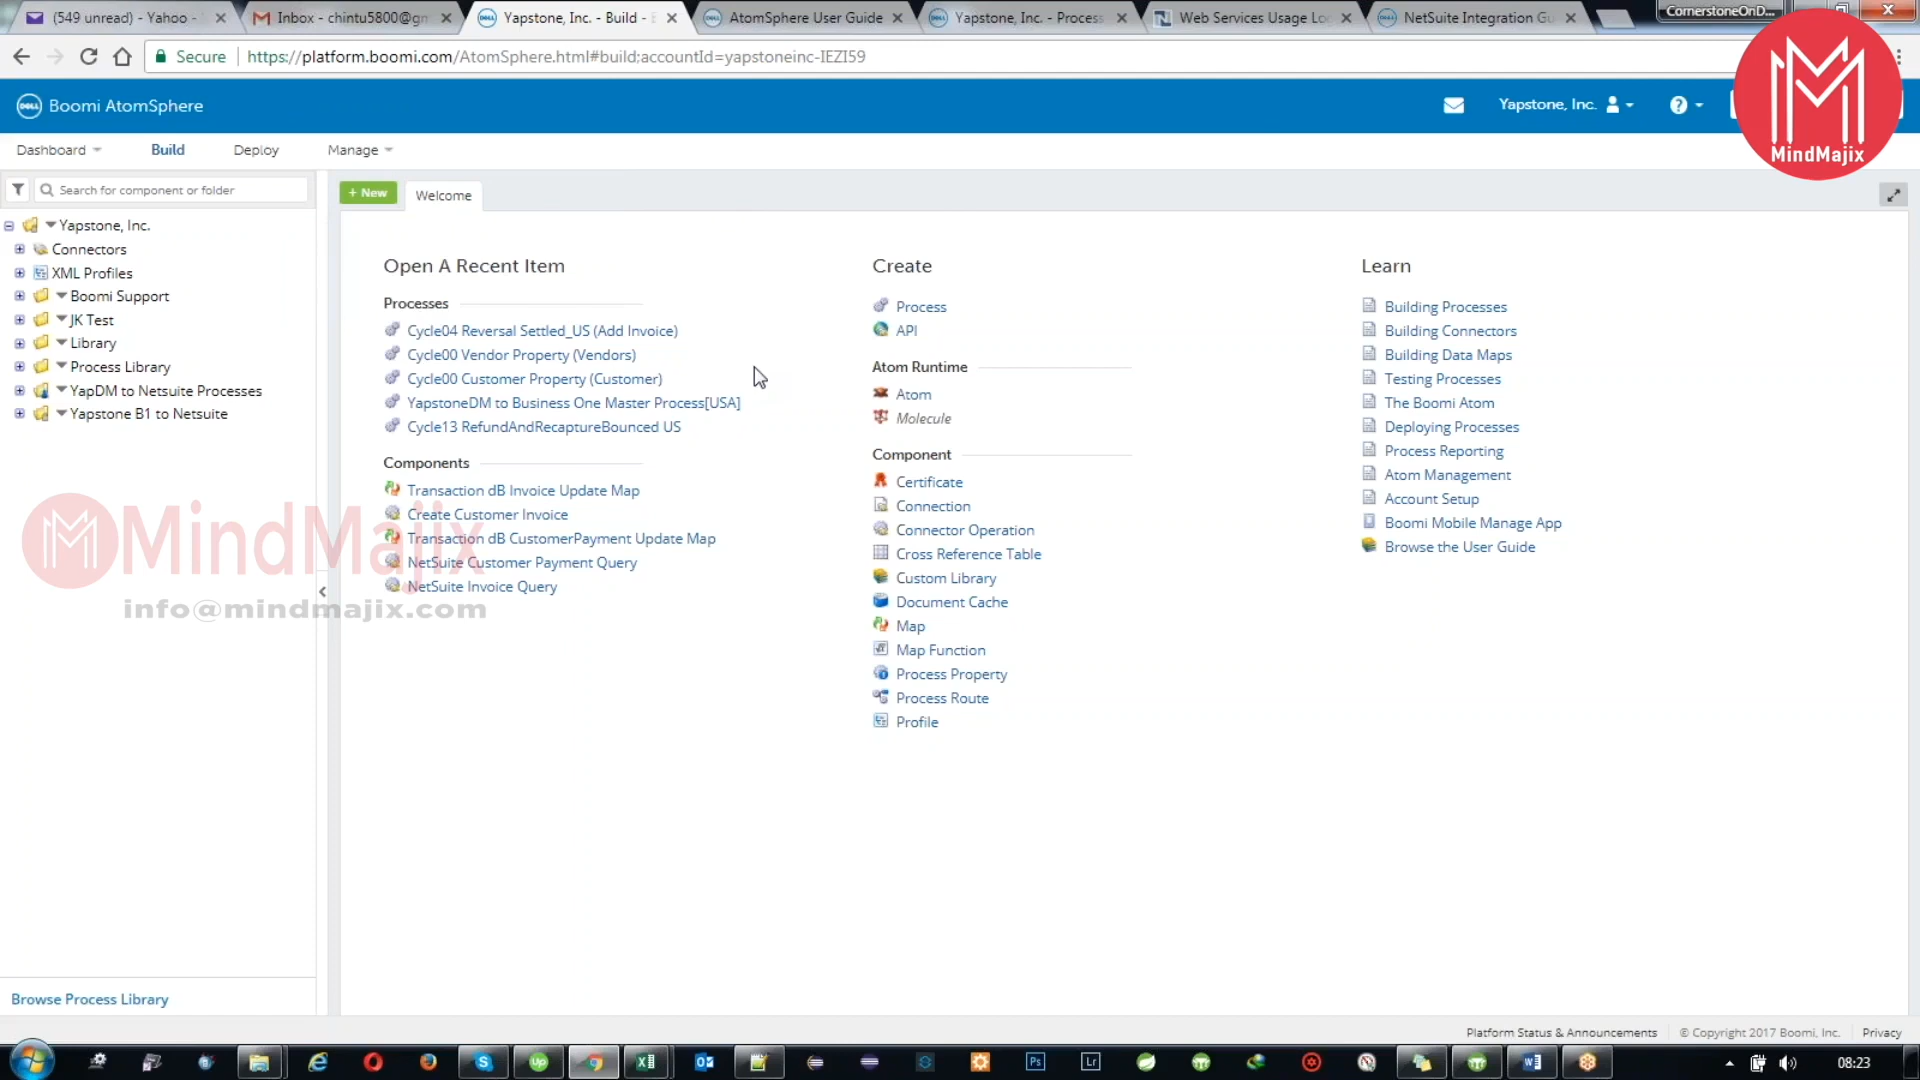 (549 unread) - Yahoo -
Inbox - chintu5800@gm
Yapstone, Inc. - Build -
AtomSphere User Guide
Yapstone, Inc. - Process
Web Services Usage Lo
NetSuite Integration Gu
CornerstoneOnD...
Secure
https://platform.boomi.com/AtomSphere.html#build;accountId=yapstoneinc-IEZI59
DELL Boomi AtomSphere
Yapstone, Inc.
MindMajix
Dashboard
Build
Deploy
Manage
Search for component or folder
+ New
Welcome
Yapstone, Inc.
Connectors
XML Profiles
Boomi Support
JK Test
Library
Process Library
YapDM to Netsuite Processes
Yapstone B1 to Netsuite
Open A Recent Item
Processes
Cycle04 Reversal Settled_US (Add Invoice)
Cycle00 Vendor Property (Vendors)
Cycle00 Customer Property (Customer)
YapstoneDM to Business One Master Process[USA]
Cycle13 RefundAndRecaptureBounced US
Components
Transaction dB Invoice Update Map
Create Customer Invoice
Transaction dB CustomerPayment Update Map
NetSuite Customer Payment Query
NetSuite Invoice Query
MindMajix
info@mindmajix.com
Create
Process
API
Atom Runtime
Atom
Molecule
Component
Certificate
Connection
Connector Operation
Cross Reference Table
Custom Library
Document Cache
Map
Map Function
Process Property
Process Route
Profile
Learn
Building Processes
Building Connectors
Building Data Maps
Testing Processes
The Boomi Atom
Deploying Processes
Process Reporting
Atom Management
Account Setup
Boomi Mobile Manage App
Browse the User Guide
Browse Process Library
Platform Status & Announcements
© Copyright 2017 Boomi, Inc.
Privacy
08:23